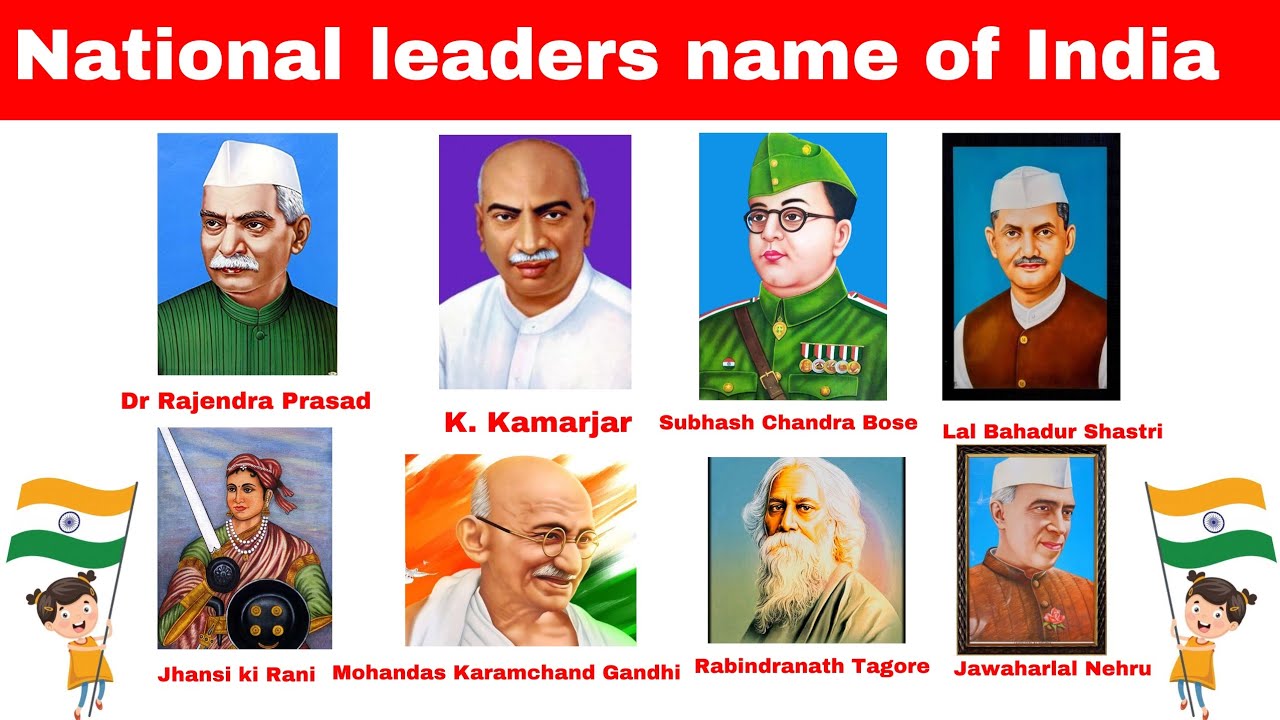 National leaders name of India
Dr Rajendra Prasad
K. Kamarjar
Subhash Chandra Bose
Lal Bahadur Shastri
Jhansi ki Rani
Mohandas Karamchand Gandhi
Rabindranath Tagore
Jawaharlal Nehru